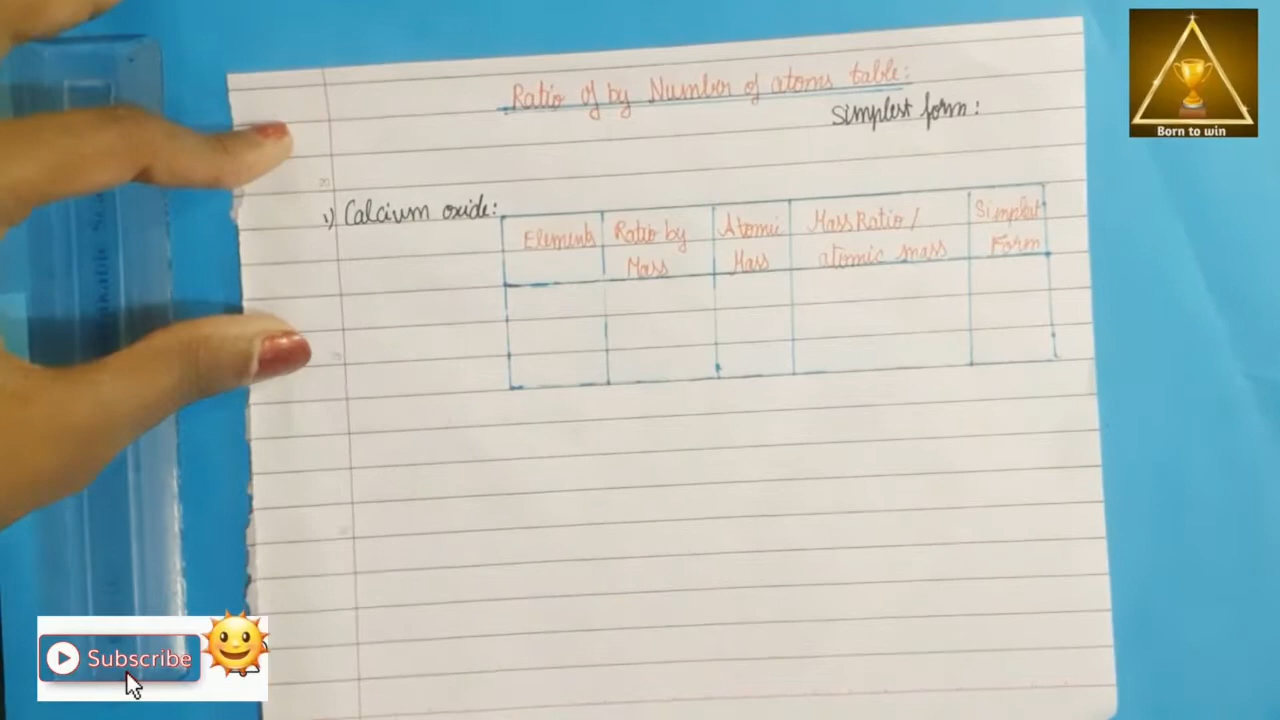 Ratio of by Number of atoms table:
Simplest form:
1) Calcium oxide:
Elements
Ratio by
Mass
Atomic
Mass
Mass Ratio /
atomic mass
Simplest
Form
Born to win
Subscribe